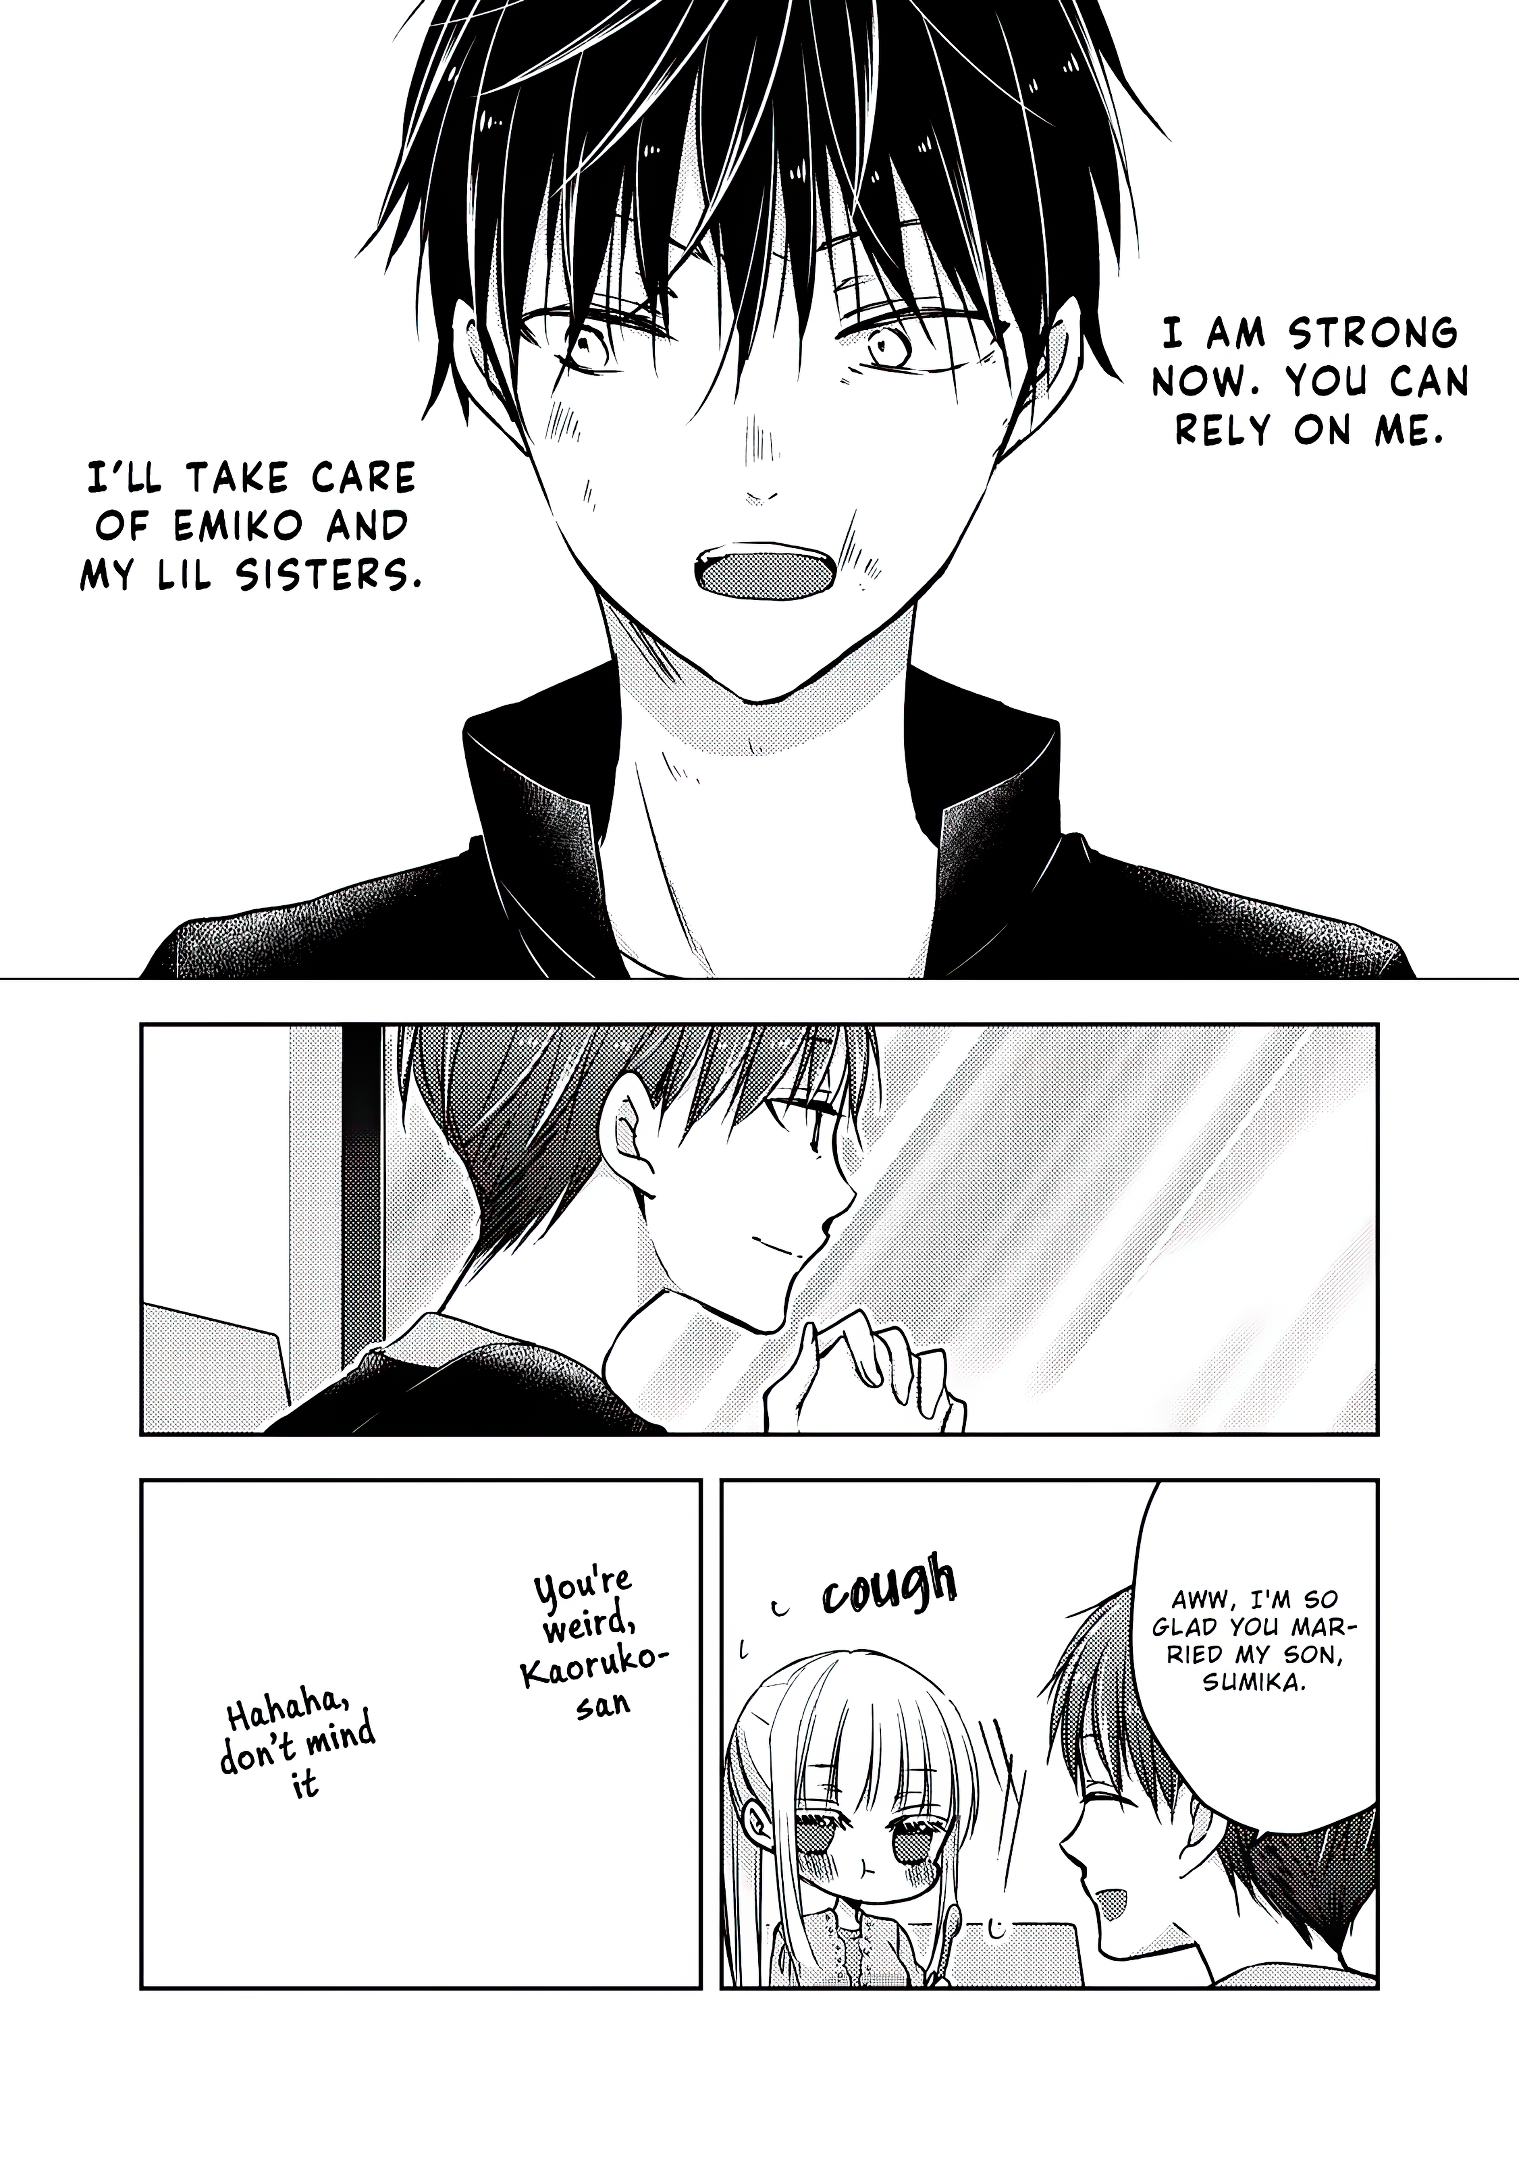 I AM STRONG
NOW. YOU CAN
RELY ON ME.
I'LL TAKE CARE
OF EMIKO AND
MY LIL SISTERS.
AWW, I'M SO
GLAD YOU MAR-
RIED MY SON,
SUMIKA.
cough
You're
weird,
Kaoruko-
san
Hahaha,
don't mind
it